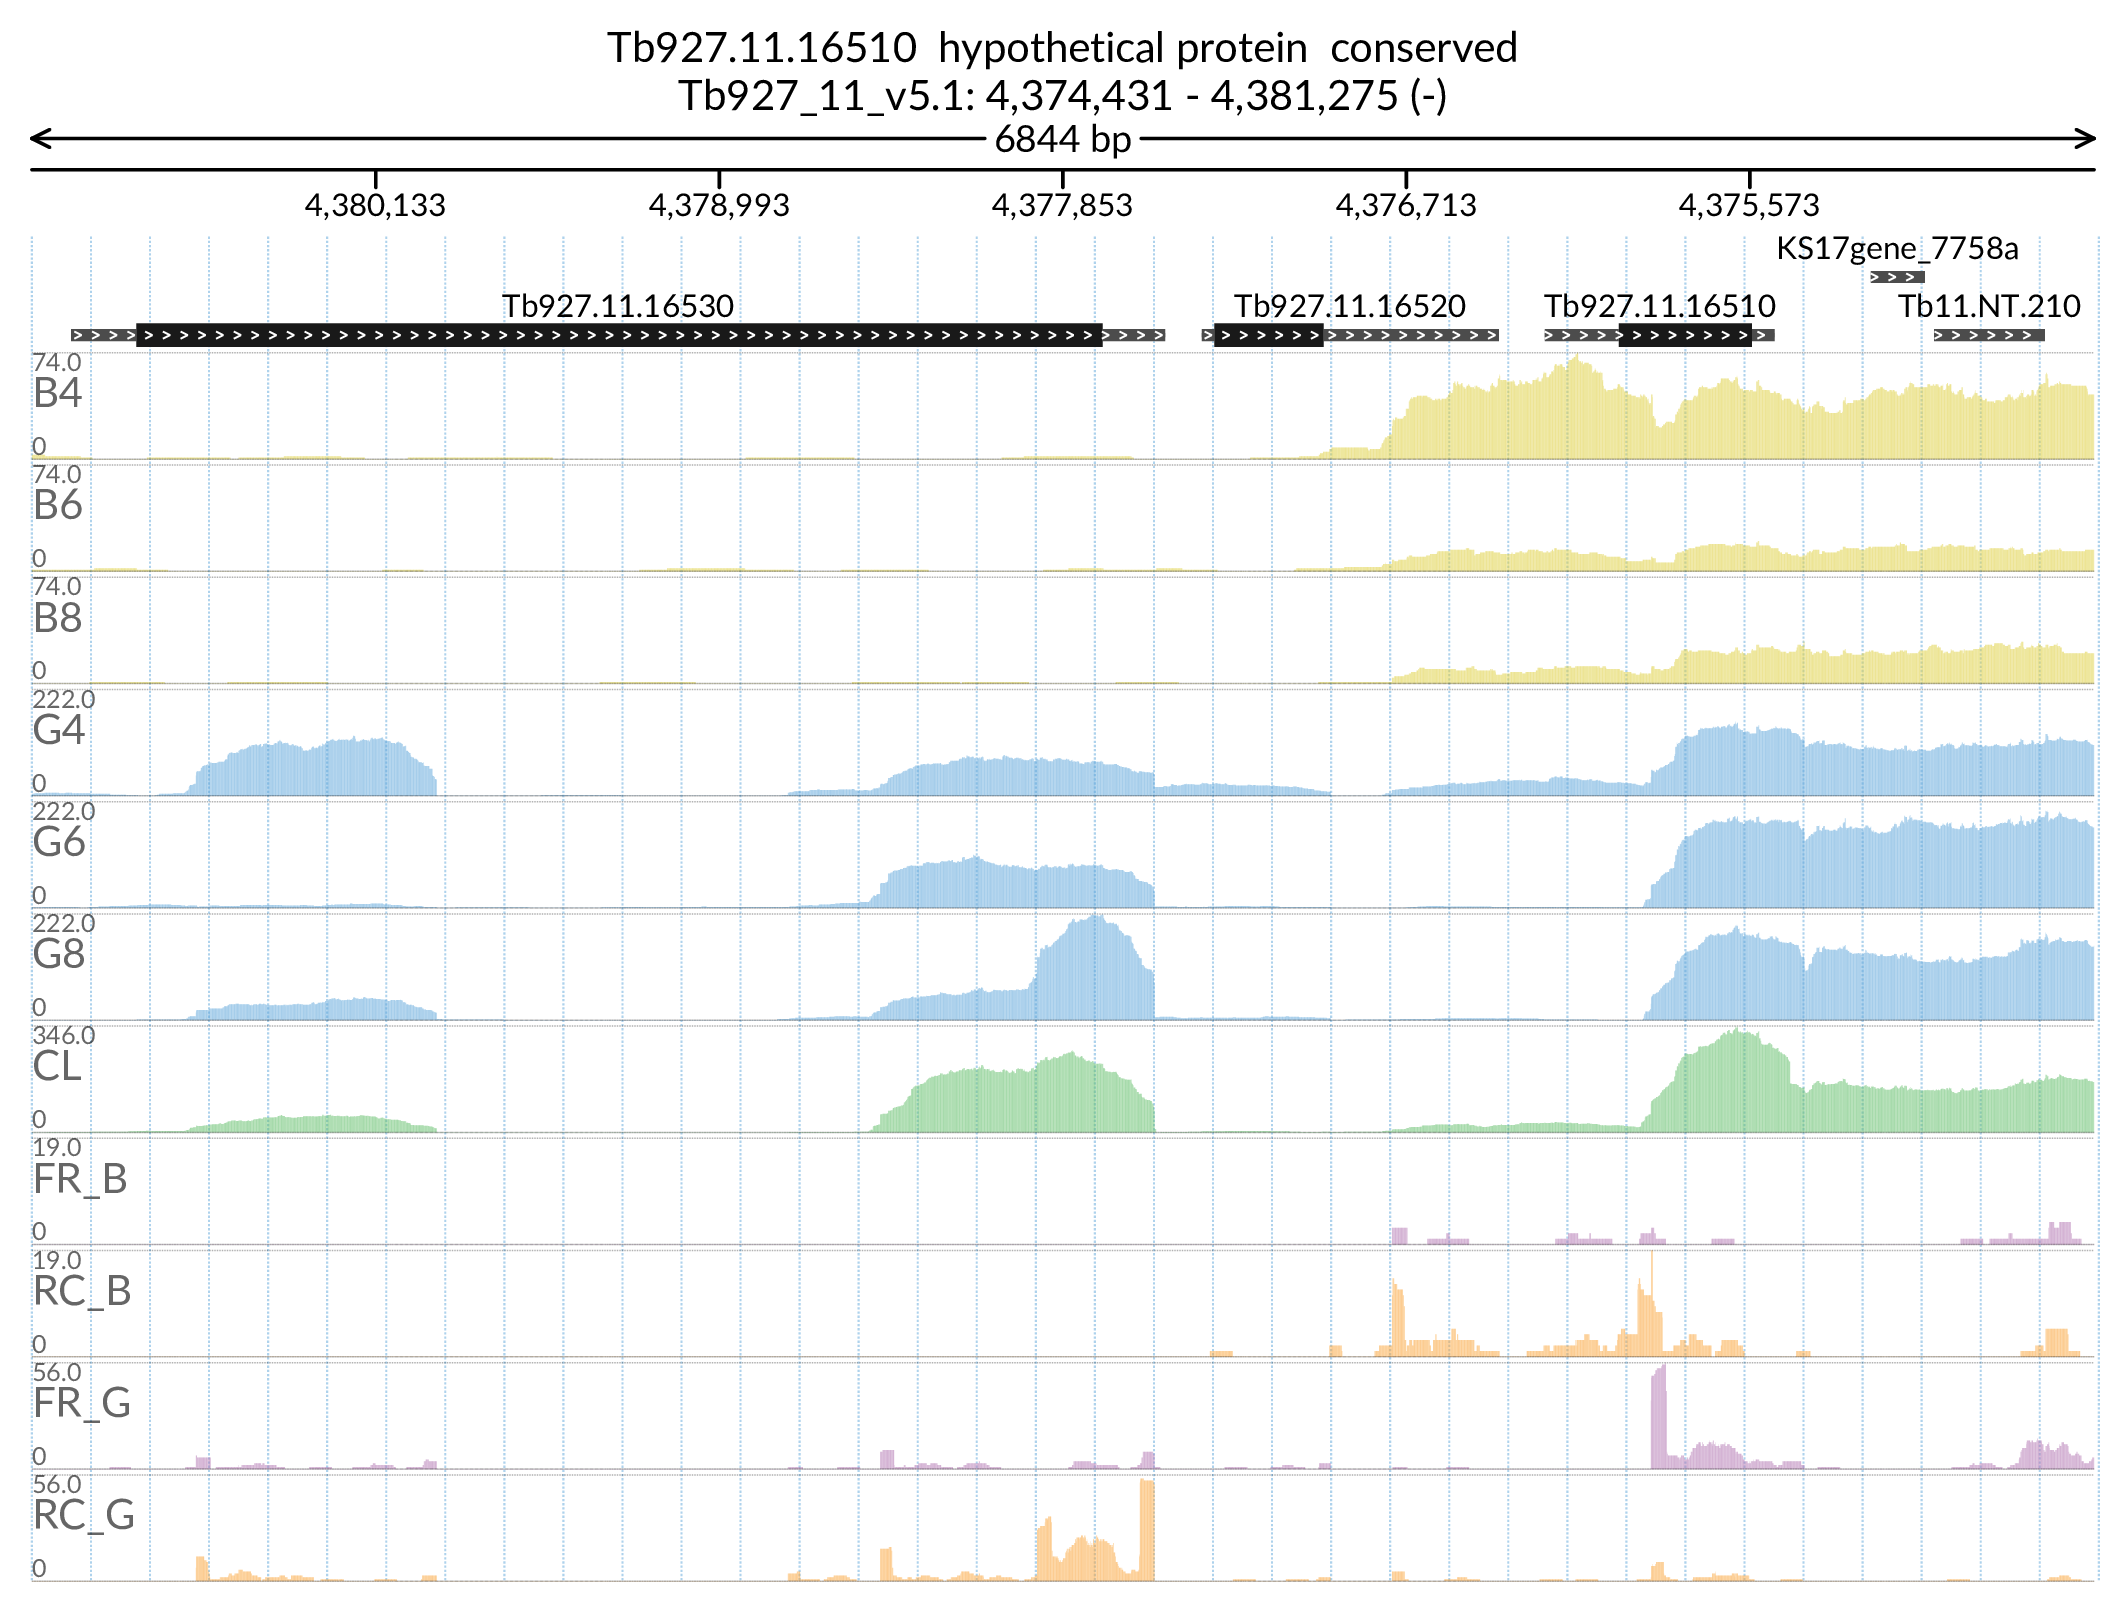 Tb927.11.16510 hypothetical protein conserved
Tb927_11_v5.1: 4,374,431 - 4,381,275 (-)
6844 bp
4,380,133 4,378,993 4,377,853 4,376,713 4,375,573
KS17gene_7758a
Tb927.11.16530 Tb927.11.16520 Tb927.11.16510 Tb11.NT.210
74.0
B4
0
74.0
B6
0
74.0
B8
0
222.0
G4
0
222.0
G6
0
222.0
G8
0
346.0
CL
0
19.0
FR_B
0
19.0
RC_B
0
56.0
FR_G
0
56.0
RC_G
0